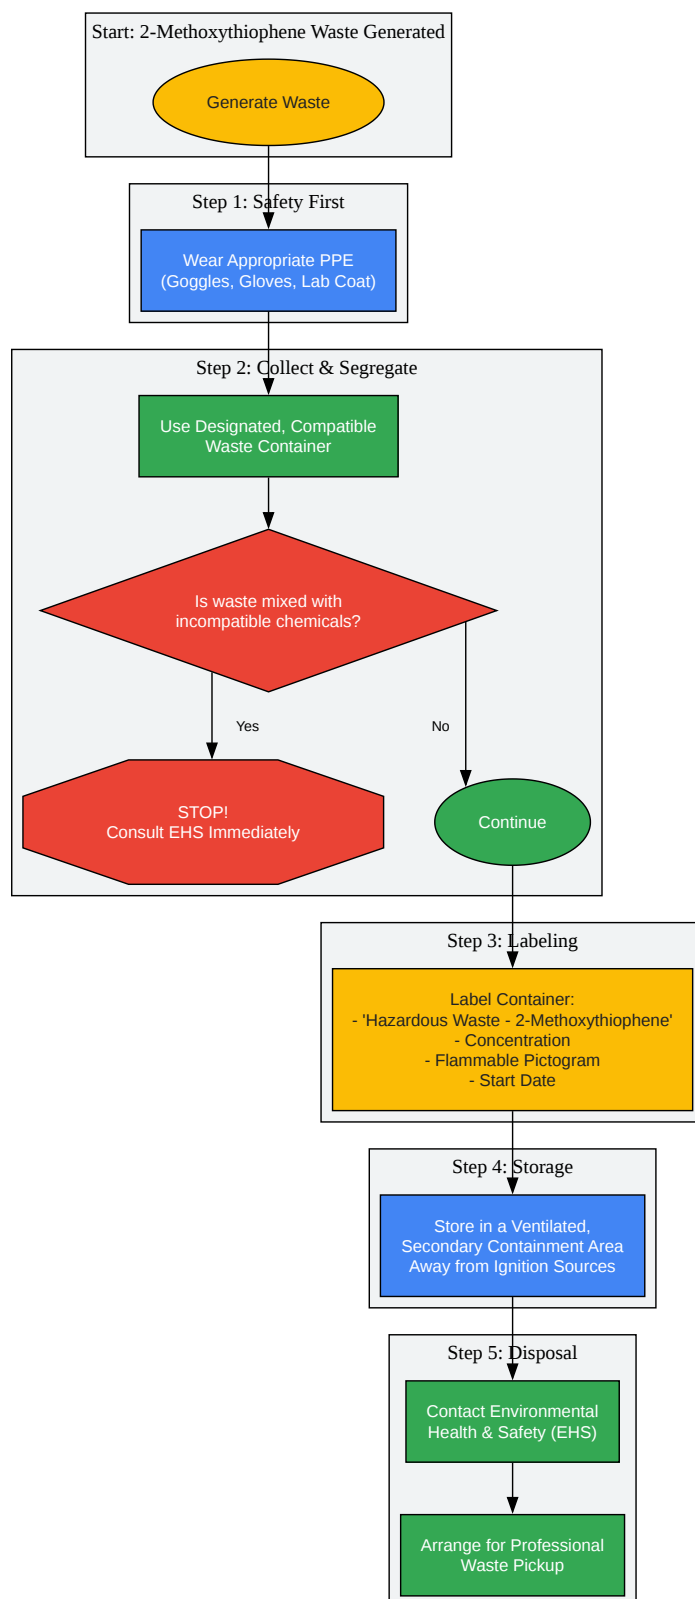 Start: 2-Methoxythiophene Waste Generated
Generate Waste
Step 1: Safety First
Wear Appropriate PPE
(Goggles, Gloves, Lab Coat)
Step 2: Collect & Segregate
Use Designated, Compatible
Waste Container
Is waste mixed with
incompatible chemicals?
Yes
No
STOP!
Consult EHS Immediately
Continue
Step 3: Labeling
Label Container:
- 'Hazardous Waste - 2-Methoxythiophene'
- Concentration
- Flammable Pictogram
- Start Date
Step 4: Storage
Store in a Ventilated,
Secondary Containment Area
Away from Ignition Sources
Step 5: Disposal
Contact Environmental
Health & Safety (EHS)
Arrange for Professional
Waste Pickup